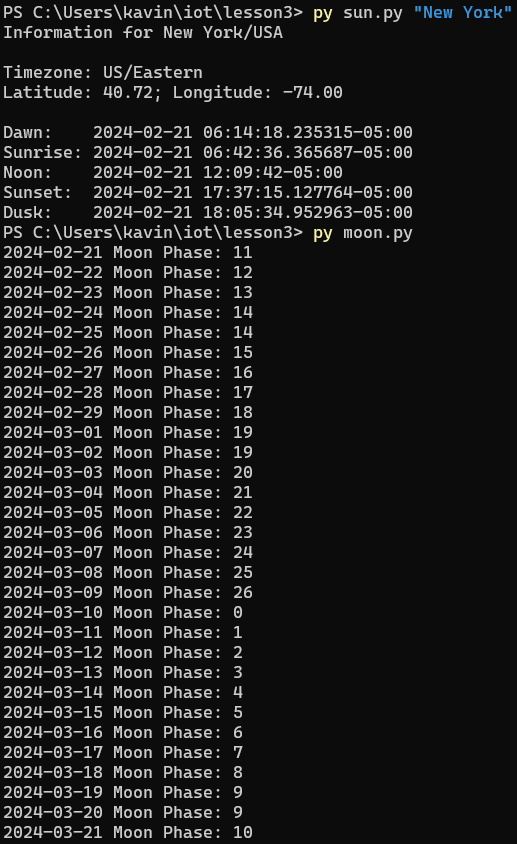 PS C:\Users\kavin\iot\lesson3> py sun.py "New York"
Information for New York/USA
Timezone: US/Eastern
Latitude: 40.72; Longitude: -74.00
Dawn:    2024-02-21 06:14:18.235315-05:00
Sunrise: 2024-02-21 06:42:36.365687-05:00
Noon:    2024-02-21 12:09:42-05:00
Sunset:  2024-02-21 17:37:15.127764-05:00
Dusk:    2024-02-21 18:05:34.952963-05:00
PS C:\Users\kavin\iot\lesson3> py moon.py
2024-02-21 Moon Phase: 11
2024-02-22 Moon Phase: 12
2024-02-23 Moon Phase: 13
2024-02-24 Moon Phase: 14
2024-02-25 Moon Phase: 14
2024-02-26 Moon Phase: 15
2024-02-27 Moon Phase: 16
2024-02-28 Moon Phase: 17
2024-02-29 Moon Phase: 18
2024-03-01 Moon Phase: 19
2024-03-02 Moon Phase: 19
2024-03-03 Moon Phase: 20
2024-03-04 Moon Phase: 21
2024-03-05 Moon Phase: 22
2024-03-06 Moon Phase: 23
2024-03-07 Moon Phase: 24
2024-03-08 Moon Phase: 25
2024-03-09 Moon Phase: 26
2024-03-10 Moon Phase: 0
2024-03-11 Moon Phase: 1
2024-03-12 Moon Phase: 2
2024-03-13 Moon Phase: 3
2024-03-14 Moon Phase: 4
2024-03-15 Moon Phase: 5
2024-03-16 Moon Phase: 6
2024-03-17 Moon Phase: 7
2024-03-18 Moon Phase: 8
2024-03-19 Moon Phase: 9
2024-03-20 Moon Phase: 9
2024-03-21 Moon Phase: 10